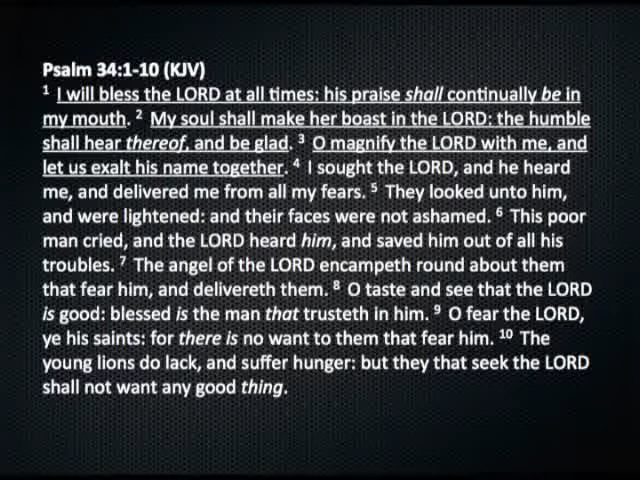 Psalm 34:1-10 (KJV)
1 I will bless the LORD at all times: his praise shall continually be in
my mouth. 2 My soul shall make her boast in the LORD: the humble
shall hear thereof, and be glad. 3 O magnify the LORD with me, and
let us exalt his name together. 4 I sought the LORD, and he heard
me, and delivered me from all my fears. 5 They looked unto him,
and were lightened: and their faces were not ashamed. 6 This poor
man cried, and the LORD heard him, and saved him out of all his
troubles. 7 The angel of the LORD encampeth round about them
that fear him, and delivereth them. 8 O taste and see that the LORD
is good: blessed is the man that trusteth in him. 9 O fear the LORD,
ye his saints: for there is no want to them that fear him. 10 The
young lions do lack, and suffer hunger: but they that seek the LORD
shall not want any good thing.